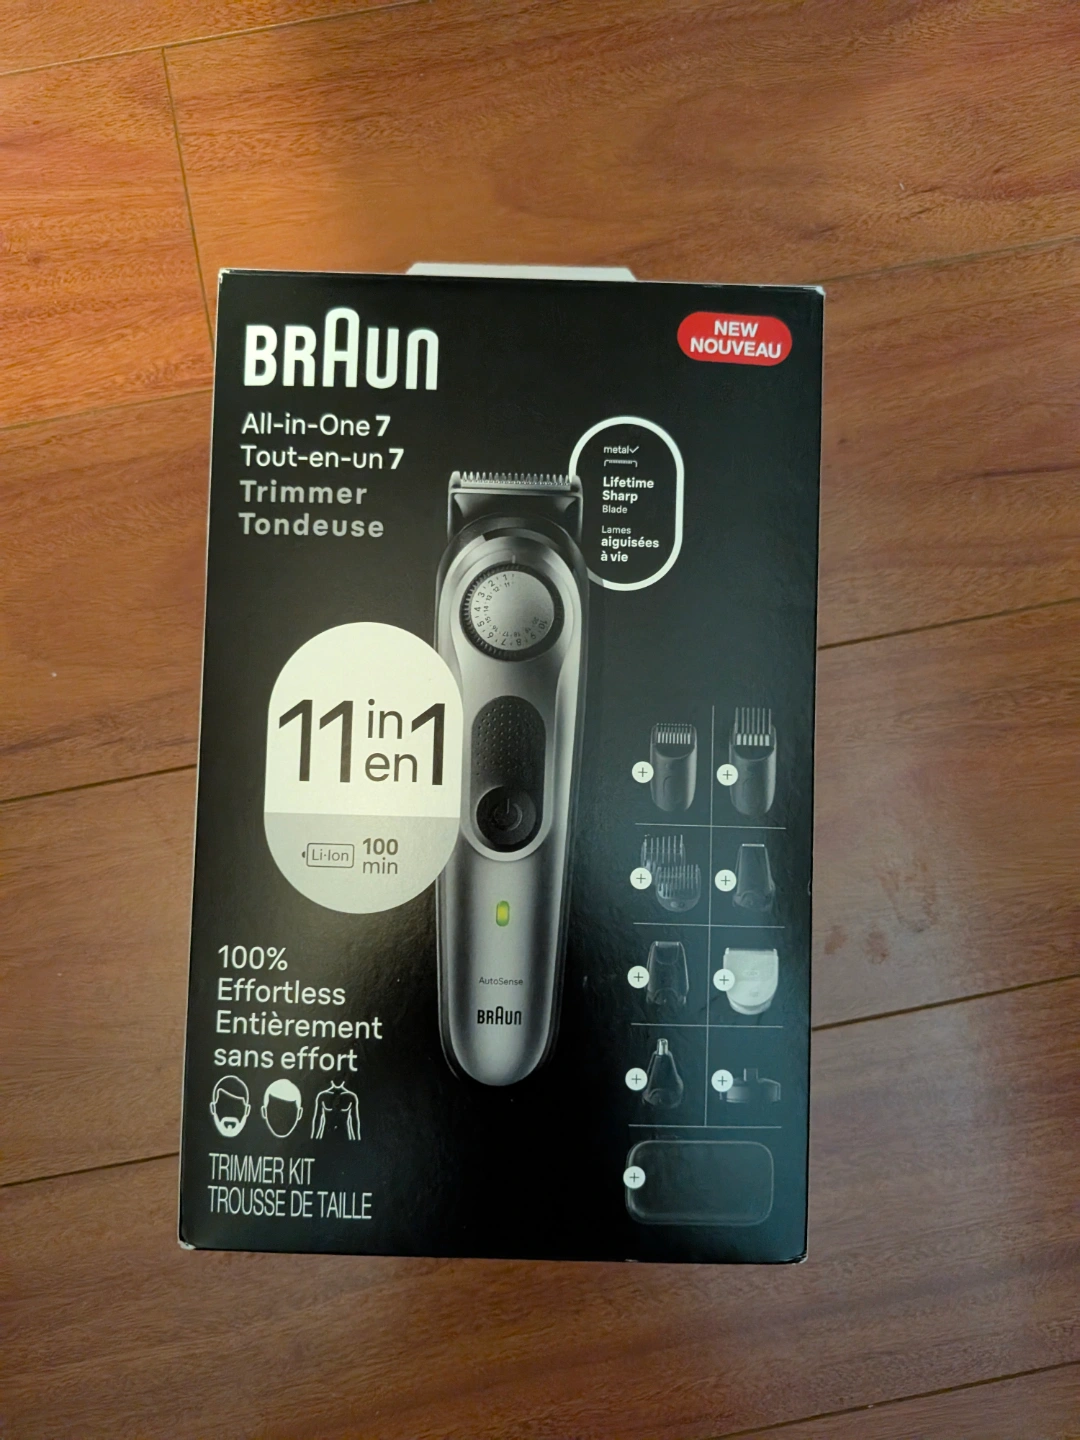 BRAUN
NEW
NOUVEAU
All-in-One 7
Tout-en-un 7
Trimmer
Tondeuse
metal✓
Lifetime
Sharp
Blade
Lames
aiguisées
à vie
11 in 1
en
Li-Ion 100
min
AutoSense
BRAUN
100%
Effortless
Entièrement
sans effort
TRIMMER KIT
TROUSSE DE TAILLE